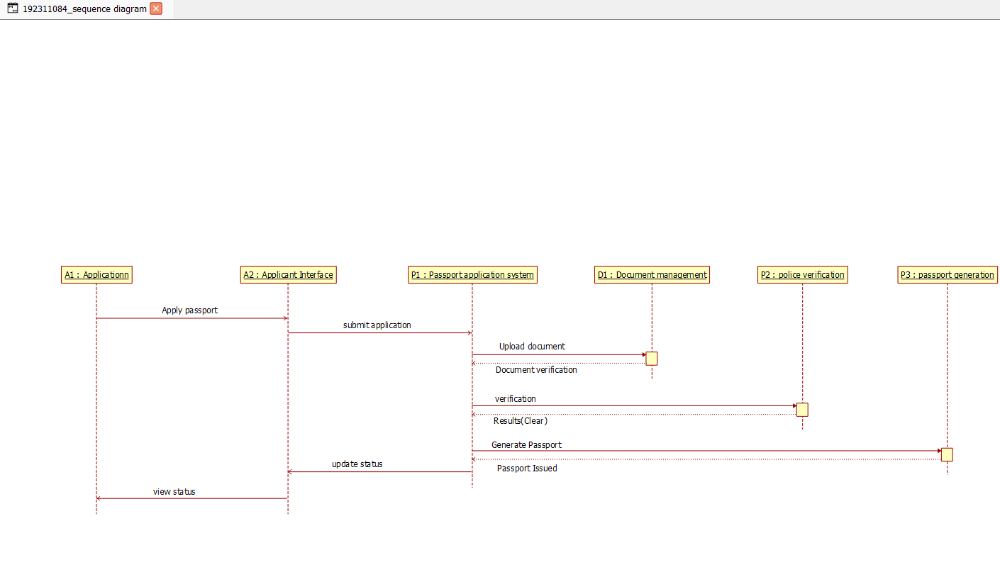 192311084_sequence diagram
A1 : Applicationn
A2 : Applicant Interface
P1 : Passport application system
D1 : Document management
P2 : police verification
P3 : passport generation
Apply passport
submit application
Upload document
Document verification
verification
Results(Clear)
Generate Passport
update status
Passport Issued
view status